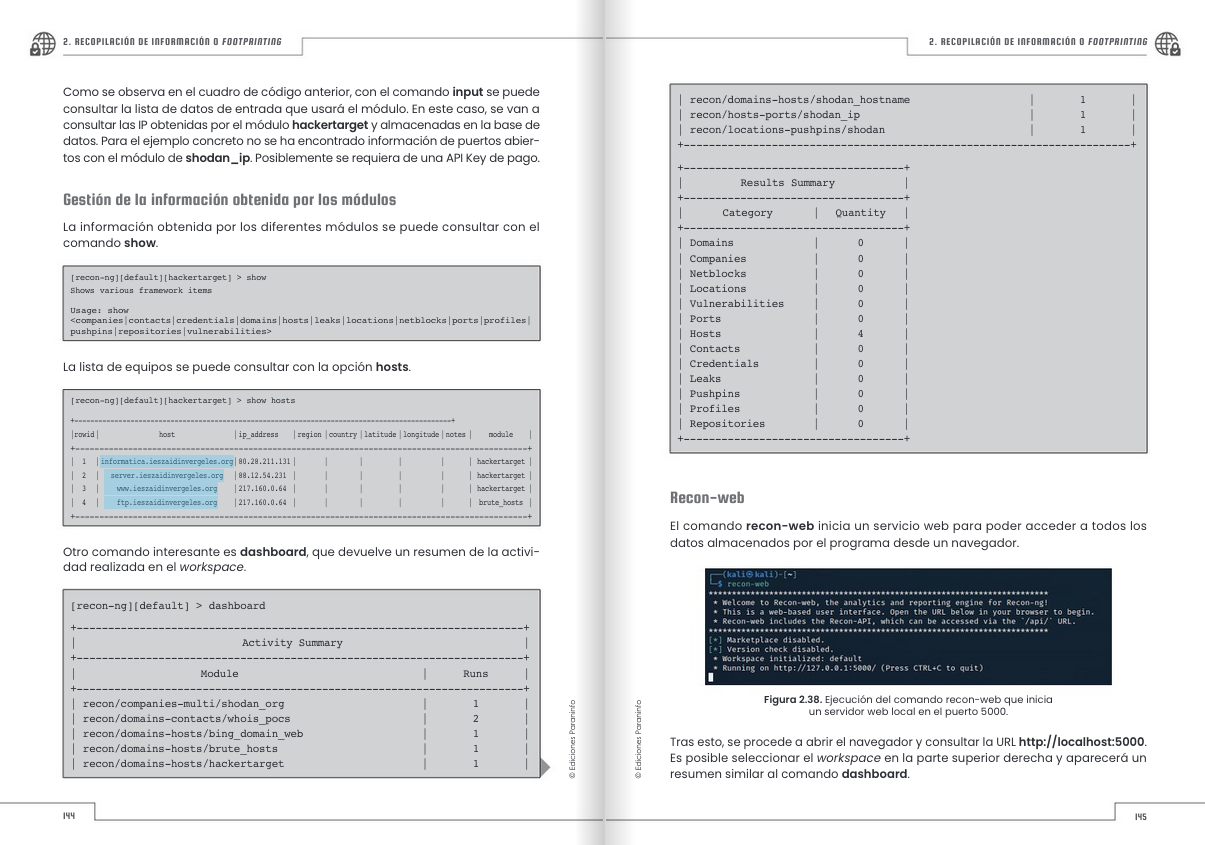 2. RECOPILACIÓN DE INFORMACIÓN O FOOTPRINTING
Como se observa en el cuadro de código anterior, con el comando input se puede
consultar la lista de datos de entrada que usará el módulo. En este caso, se van a
consultar las IP obtenidas por el módulo hackertarget y almacenadas en la base de
datos. Para el ejemplo concreto no se ha encontrado información de puertos abier-
tos con el módulo de shodan_ip. Posiblemente se requiera de una API Key de pago.
Gestión de la información obtenida por los módulos
La información obtenida por los diferentes módulos se puede consultar con el
comando show.
[recon-ng][default][hackertarget] > show
Shows various framework items
Usage: show
<companies|contacts|credentials|domains|hosts|leaks|locations|netblocks|ports|profiles|
pushpins|repositories|vulnerabilities>
La lista de equipos se puede consultar con la opción hosts.
[recon-ng][default][hackertarget] > show hosts
+---------------------------------------------------------------------------------------+
|rowid| host |ip_address |region |country |latitude |longitude |notes | module |
+---------------------------------------------------------------------------------------+
| 1 | informatica.ieszaidinvergeles.org|80.28.211.131| | | | | | hackertarget |
| 2 | server.ieszaidinvergeles.org |88.12.54.231 | | | | | | hackertarget |
| 3 | www.ieszaidinvergeles.org |217.160.0.64 | | | | | | hackertarget |
| 4 | ftp.ieszaidinvergeles.org |217.160.0.64 | | | | | | brute_hosts |
+---------------------------------------------------------------------------------------+
Otro comando interesante es dashboard, que devuelve un resumen de la activi-
dad realizada en el workspace.
[recon-ng][default] > dashboard
+-----------------------------------------------------------------------+
| Activity Summary |
+-----------------------------------------------------------------------+
| Module | Runs |
+-----------------------------------------------------------------------+
| recon/companies-multi/shodan_org | 1 |
| recon/domains-contacts/whois_pocs | 2 |
| recon/domains-hosts/bing_domain_web | 1 |
| recon/domains-hosts/brute_hosts | 1 |
| recon/domains-hosts/hackertarget | 1 |
© Ediciones Paraninfo
144
2. RECOPILACIÓN DE INFORMACIÓN O FOOTPRINTING
| recon/domains-hosts/shodan_hostname | 1 |
| recon/hosts-ports/shodan_ip | 1 |
| recon/locations-pushpins/shodan | 1 |
+-----------------------------------------------------------------------+
+-----------------------------------+
| Results Summary |
+-----------------------------------+
| Category | Quantity |
+-----------------------------------+
| Domains | 0 |
| Companies | 0 |
| Netblocks | 0 |
| Locations | 0 |
| Vulnerabilities | 0 |
| Ports | 0 |
| Hosts | 4 |
| Contacts | 0 |
| Credentials | 0 |
| Leaks | 0 |
| Pushpins | 0 |
| Profiles | 0 |
| Repositories | 0 |
+-----------------------------------+
Recon-web
El comando recon-web inicia un servicio web para poder acceder a todos los
datos almacenados por el programa desde un navegador.
┌──(kali㉿kali)-[~]
└─$ recon-web
*************************************************************************
* Welcome to Recon-web, the analytics and reporting engine for Recon-ng!
* This is a web-based user interface. Open the URL below in your browser to begin.
* Recon-web includes the Recon-API, which can be accessed via the `/api/` URL.
*************************************************************************
[*] Marketplace disabled.
[*] Version check disabled.
* Workspace initialized: default
* Running on http://127.0.0.1:5000/ (Press CTRL+C to quit)
Figura 2.38. Ejecución del comando recon-web que inicia
un servidor web local en el puerto 5000.
Tras esto, se procede a abrir el navegador y consultar la URL http://localhost:5000.
Es posible seleccionar el workspace en la parte superior derecha y aparecerá un
resumen similar al comando dashboard.
© Ediciones Paraninfo
145